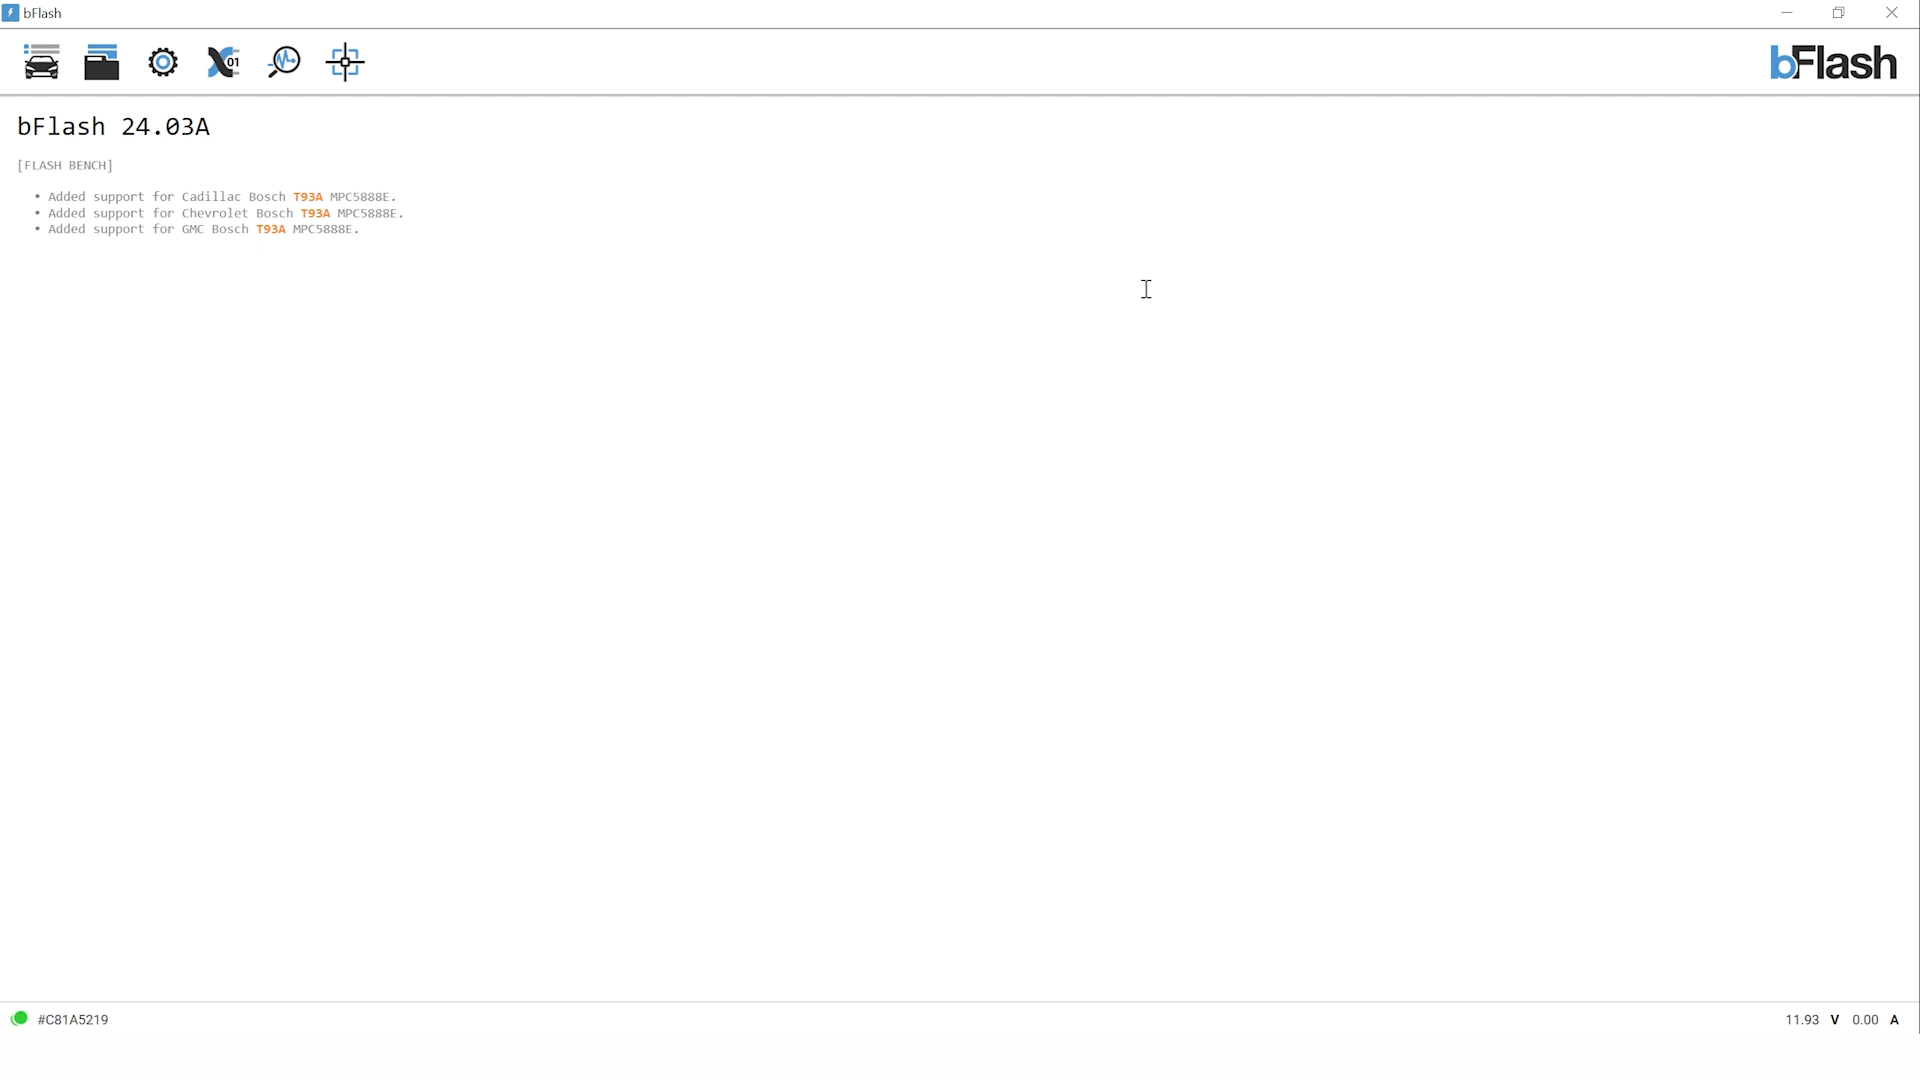 bFlash
01
bFlash
bFlash 24.03A
[FLASH BENCH]
• Added support for Cadillac Bosch T93A MPC5888E.
• Added support for Chevrolet Bosch T93A MPC5888E.
• Added support for GMC Bosch T93A MPC5888E.
#C81A5219
11.93 V 0.00 A